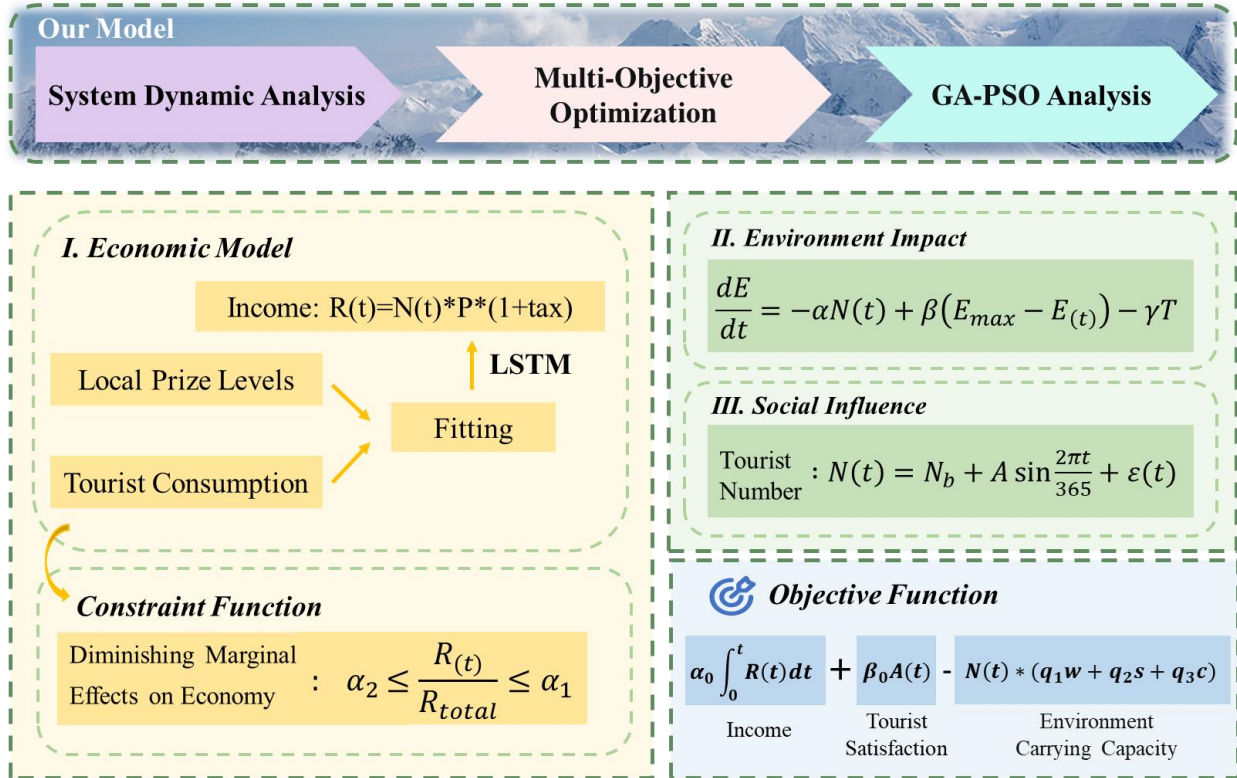 Our Model
System Dynamic Analysis
Multi-Objective
Optimization
GA-PSO Analysis
I. Economic Model
Income: R(t)=N(t)*P*(1+tax)
LSTM
Local Prize Levels
Fitting
Tourist Consumption
Constraint Function
Diminishing Marginal
Effects on Economy : α₂ ≤ R₍t₎/R_total ≤ α₁
II. Environment Impact
dE/dt = −αN(t) + β(E_max − E₍t₎) − γT
III. Social Influence
Tourist
Number : N(t) = N_b + A sin 2πt/365 + ε(t)
Objective Function
α₀ ∫₀ᵗ R(t)dt + β₀A(t) - N(t) * (q₁w + q₂s + q₃c)
Income
Tourist
Satisfaction
Environment
Carrying Capacity